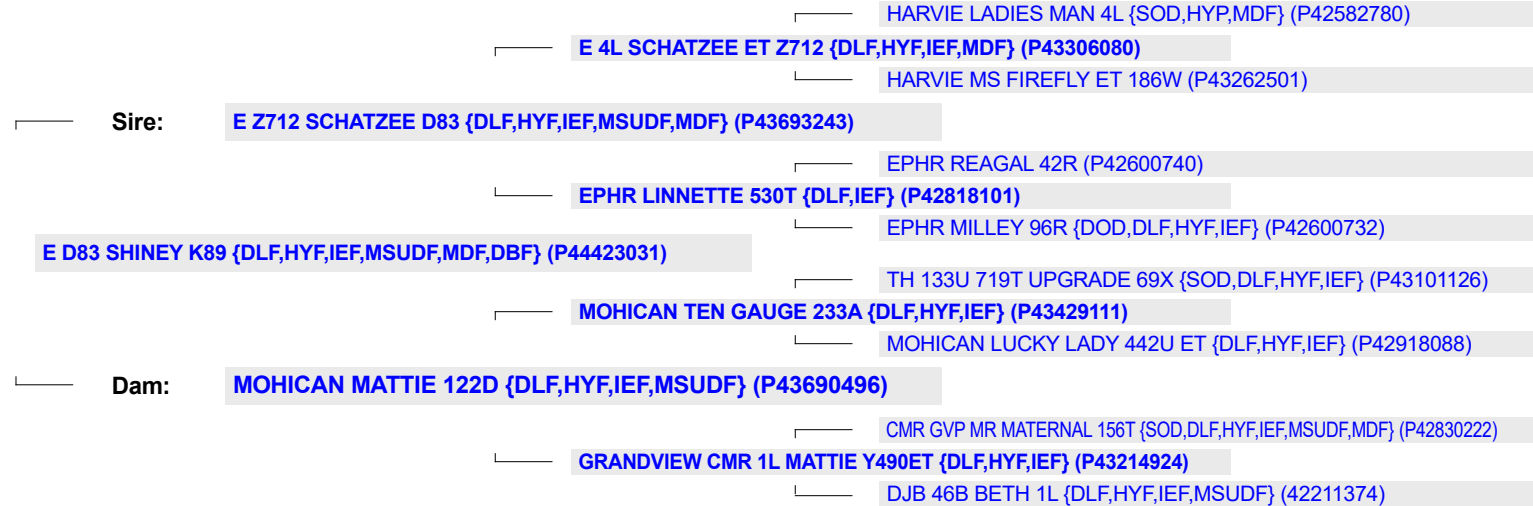 HARVIE LADIES MAN 4L {SOD,HYP,MDF} (P42582780)
E 4L SCHATZEE ET Z712 {DLF,HYF,IEF,MDF} (P43306080)
HARVIE MS FIREFLY ET 186W (P43262501)
Sire: E Z712 SCHATZEE D83 {DLF,HYF,IEF,MSUDF,MDF} (P43693243)
EPHR REAGAL 42R (P42600740)
EPHR LINNETTE 530T {DLF,IEF} (P42818101)
EPHR MILLEY 96R {DOD,DLF,HYF,IEF} (P42600732)
E D83 SHINEY K89 {DLF,HYF,IEF,MSUDF,MDF,DBF} (P44423031)
TH 133U 719T UPGRADE 69X {SOD,DLF,HYF,IEF} (P43101126)
MOHICAN TEN GAUGE 233A {DLF,HYF,IEF} (P43429111)
MOHICAN LUCKY LADY 442U ET {DLF,HYF,IEF} (P42918088)
Dam: MOHICAN MATTIE 122D {DLF,HYF,IEF,MSUDF} (P43690496)
CMR GVP MR MATERNAL 156T {SOD,DLF,HYF,IEF,MSUDF,MDF} (P42830222)
GRANDVIEW CMR 1L MATTIE Y490ET {DLF,HYF,IEF} (P43214924)
DJB 46B BETH 1L {DLF,HYF,IEF,MSUDF} (42211374)